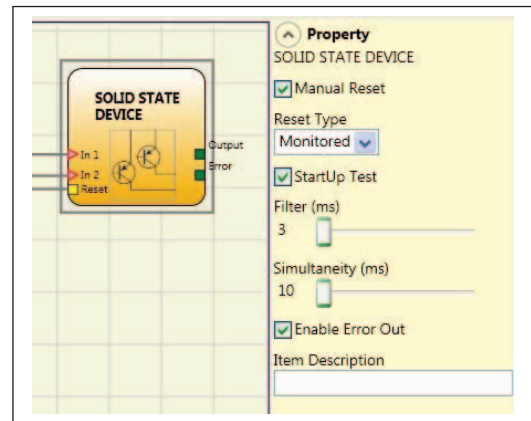 SOLID STATE
DEVICE
In 1
In 2
Reset
Output
Error
Property
SOLID STATE DEVICE
Manual Reset
Reset Type
Monitored
StartUp Test
Filter (ms)
3
Simultaneity (ms)
10
Enable Error Out
Item Description